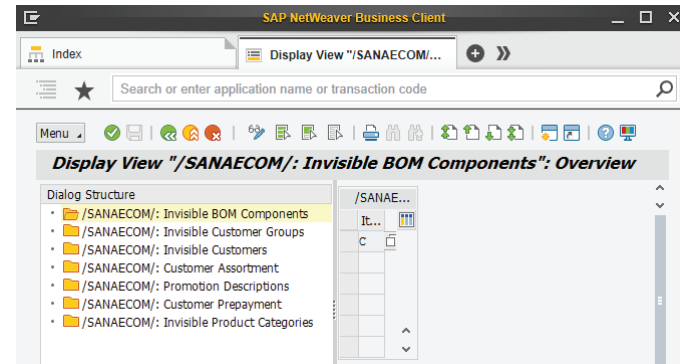 SAP NetWeaver Business Client
Index
Display View "/SANAECOM/...
Search or enter application name or transaction code
Menu
Display View "/SANAECOM/: Invisible BOM Components": Overview
Dialog Structure
/SANAECOM/: Invisible BOM Components
/SANAECOM/: Invisible Customer Groups
/SANAECOM/: Invisible Customers
/SANAECOM/: Customer Assortment
/SANAECOM/: Promotion Descriptions
/SANAECOM/: Customer Prepayment
/SANAECOM/: Invisible Product Categories
/SANAE...
It...
C